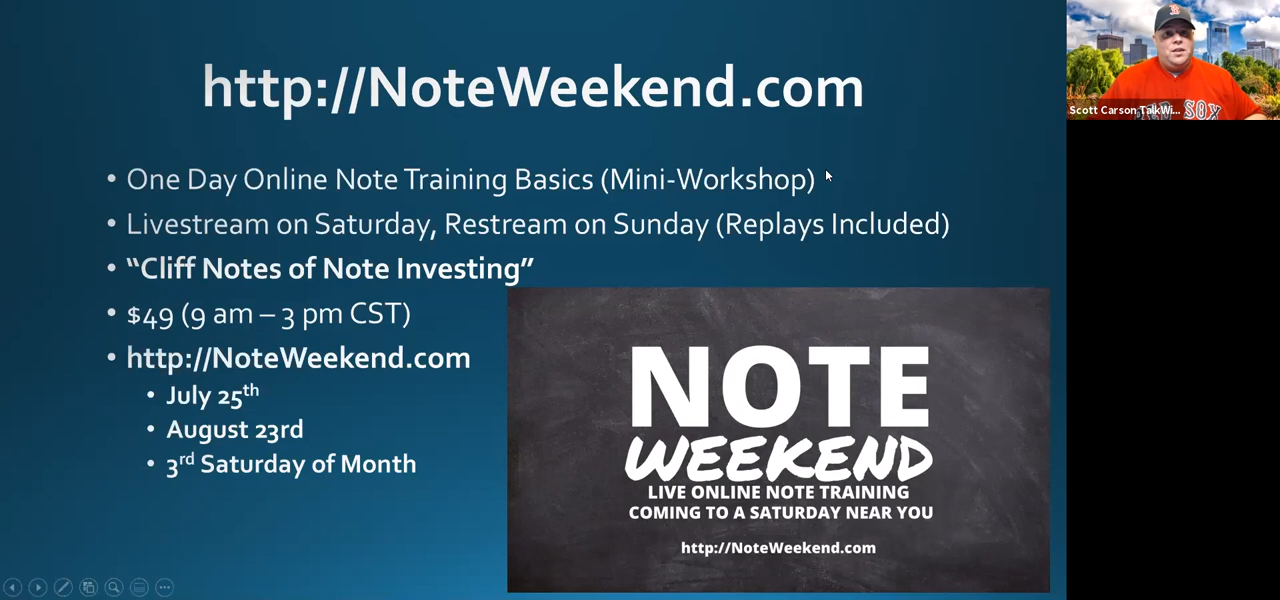 http://NoteWeekend.com
• One Day Online Note Training Basics (Mini-Workshop)
• Livestream on Saturday, Restream on Sunday (Replays Included)
• “Cliff Notes of Note Investing”
• $49 (9 am – 3 pm CST)
• http://NoteWeekend.com
• July 25th
• August 23rd
• 3rd Saturday of Month
NOTE
WEEKEND
LIVE ONLINE NOTE TRAINING
COMING TO A SATURDAY NEAR YOU
http://NoteWeekend.com
B
RED SOX
Scott Carson TalkWi...